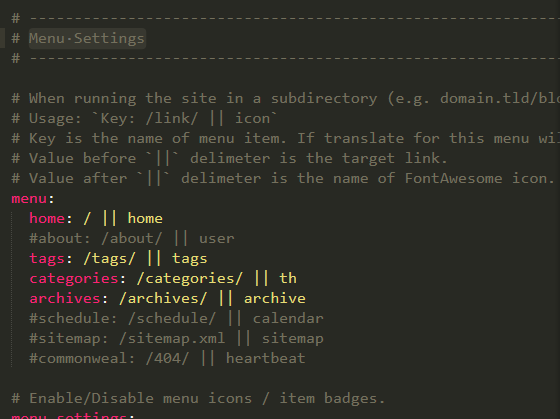 # ---------------------------------------------------------------
# Menu Settings
# ---------------------------------------------------------------
# When running the site in a subdirectory (e.g. domain.tld/blo
# Usage: `Key: /link/ || icon`
# Key is the name of menu item. If translate for this menu wil
# Value before `||` delimeter is the target link.
# Value after `||` delimeter is the name of FontAwesome icon.
menu:
  home: / || home
  #about: /about/ || user
  tags: /tags/ || tags
  categories: /categories/ || th
  archives: /archives/ || archive
  #schedule: /schedule/ || calendar
  #sitemap: /sitemap.xml || sitemap
  #commonweal: /404/ || heartbeat
# Enable/Disable menu icons / item badges.
menu_settings: